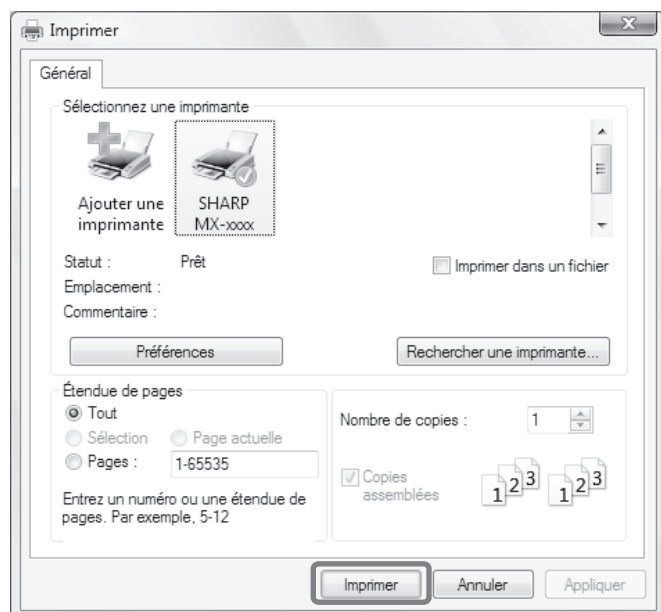 Imprimer
Général
Sélectionnez une imprimante
Ajouter une
imprimante
SHARP
MX-xxxx
Statut : Prêt
Imprimer dans un fichier
Emplacement :
Commentaire :
Préférences
Rechercher une imprimante...
Étendue de pages
Tout
Sélection
Page actuelle
Pages : 1-65535
Entrez un numéro ou une étendue de
pages. Par exemple, 5-12
Nombre de copies : 1
Copies
assemblées
1 2 3 1 2 3
Imprimer
Annuler
Appliquer